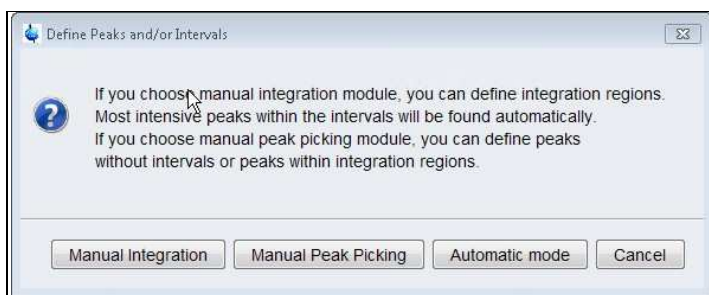 Define Peaks and/or Intervals
If you choose manual integration module, you can define integration regions.
Most intensive peaks within the intervals will be found automatically.
If you choose manual peak picking module, you can define peaks
without intervals or peaks within integration regions.
Manual Integration
Manual Peak Picking
Automatic mode
Cancel